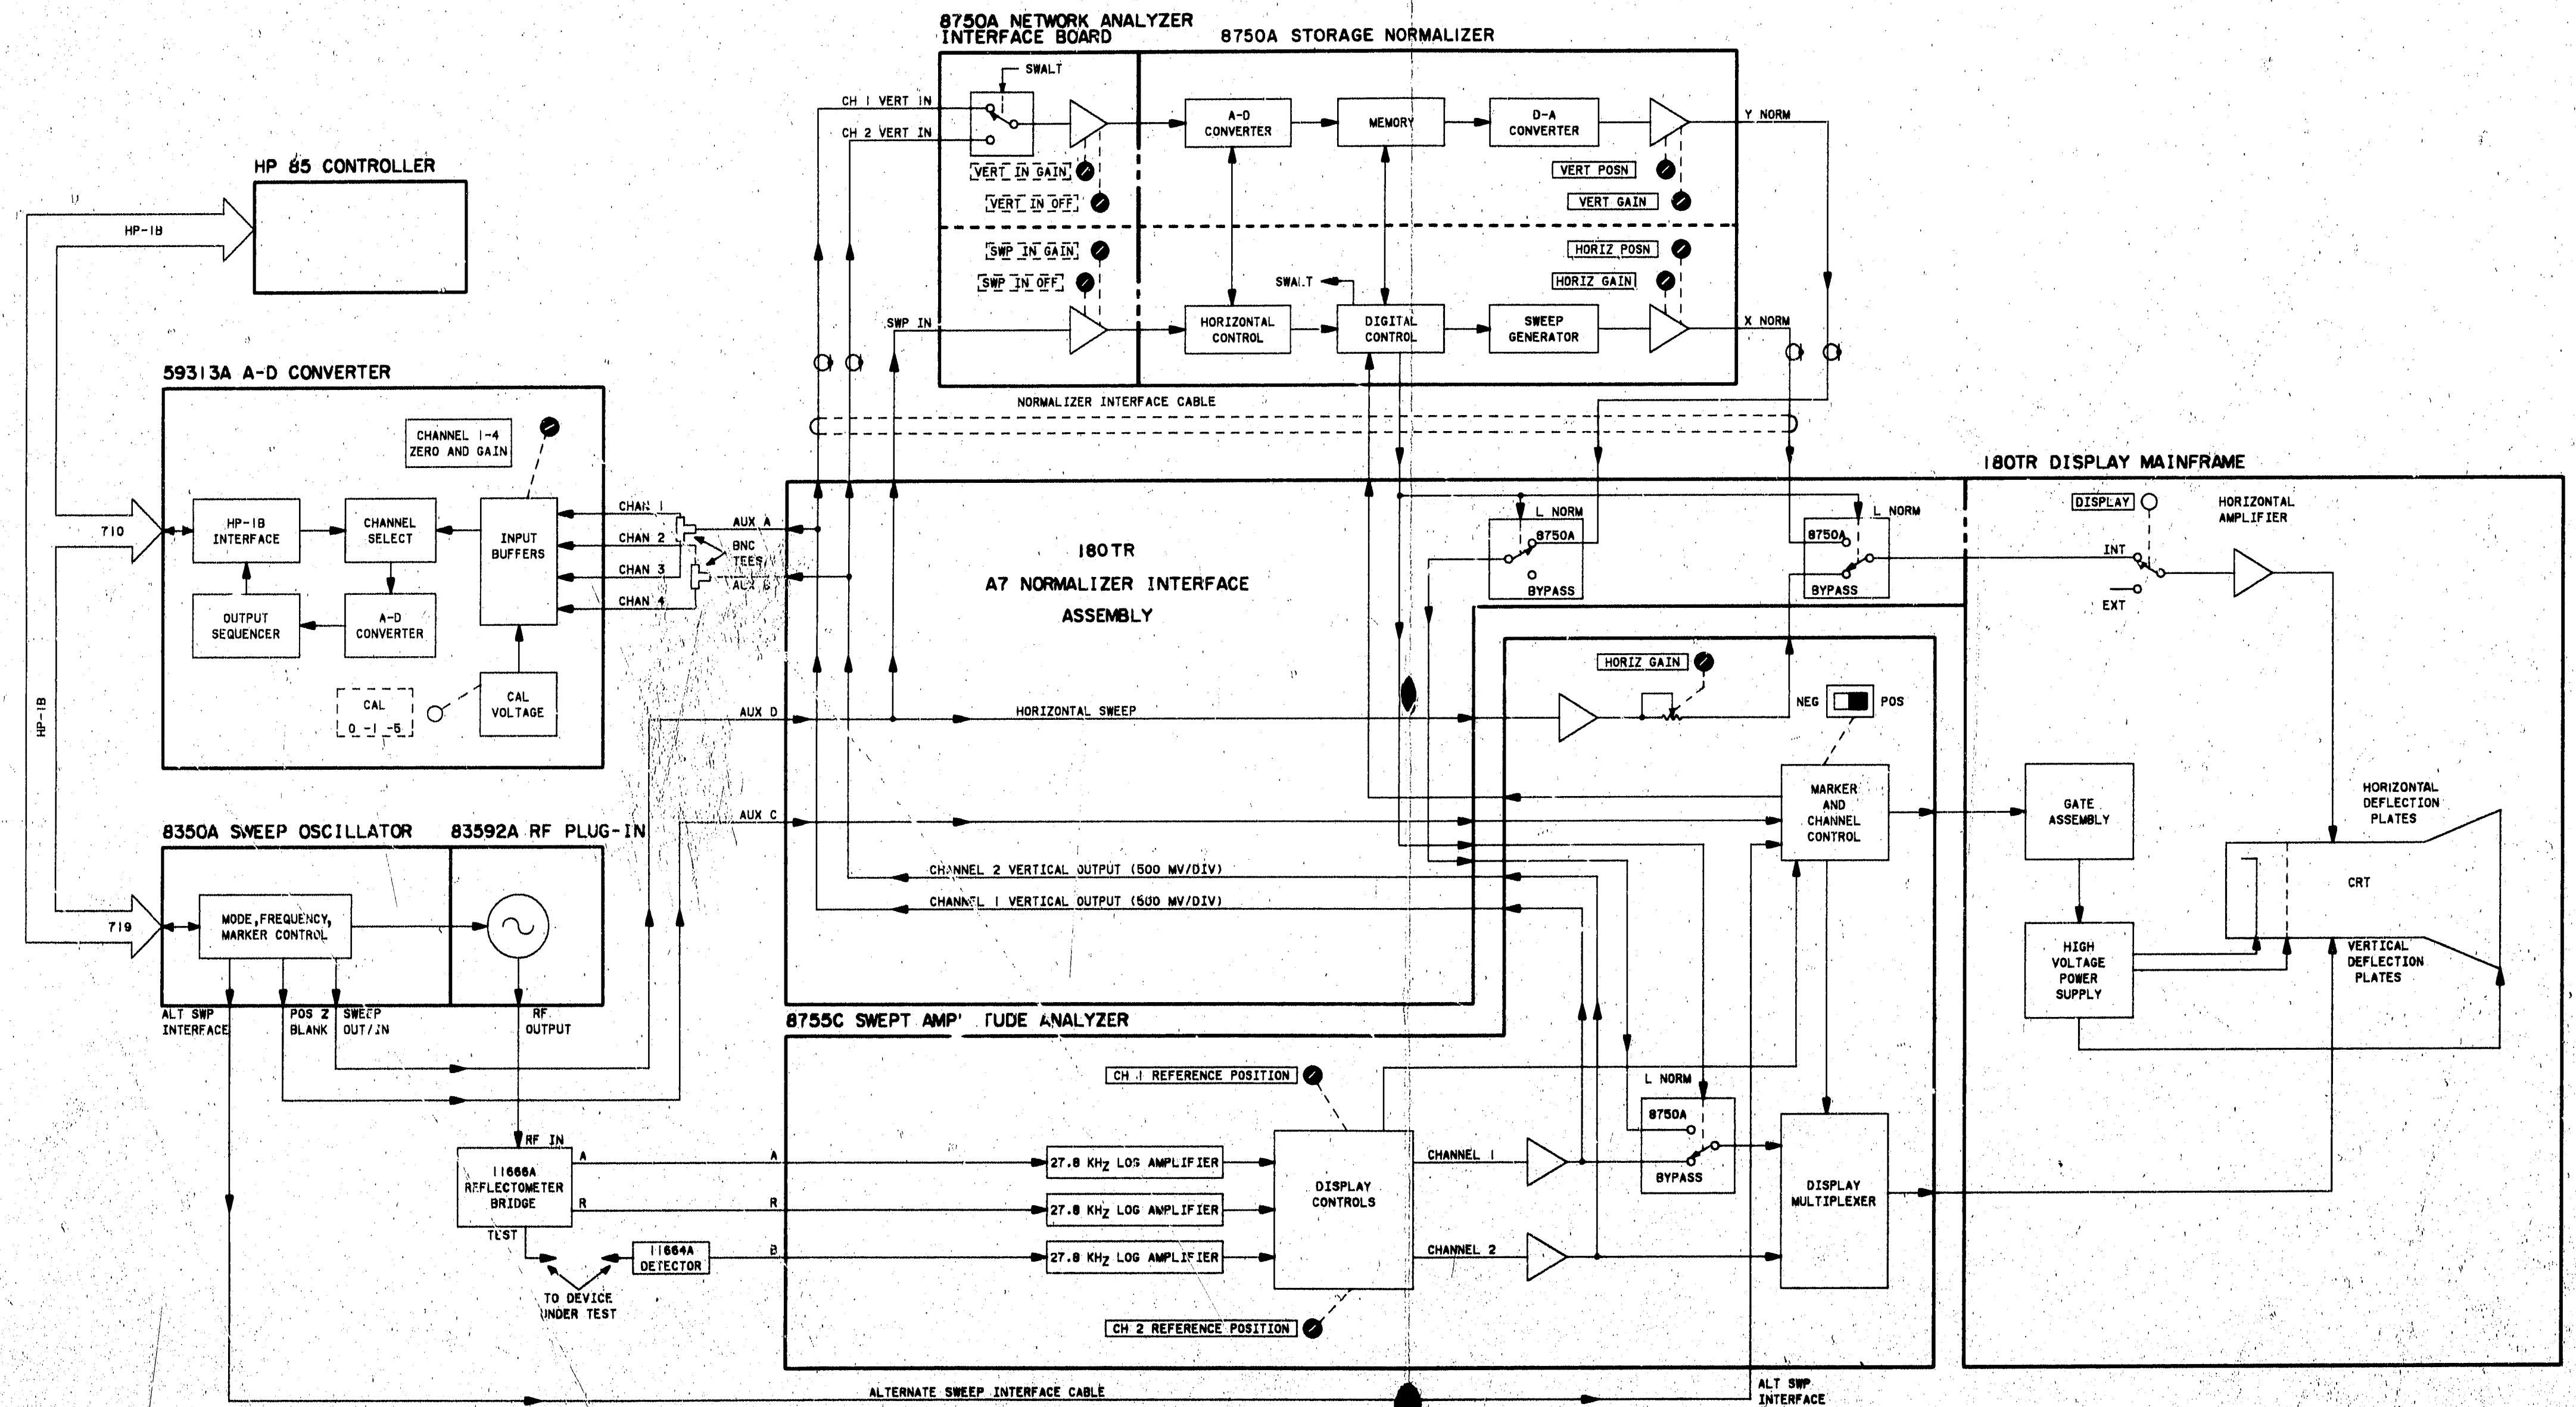 8750A NETWORK ANALYZER
INTERFACE BOARD
8750A STORAGE NORMALIZER
SWALT
CH 1 VERT IN
CH 2 VERT IN
A-D
CONVERTER
MEMORY
D-A
CONVERTER
Y NORM
VERT IN GAIN
VERT IN OFF
VERT POSN
VERT GAIN
SWP IN GAIN
SWP IN OFF
HORIZ POSN
HORIZ GAIN
SWALT
SWP IN
HORIZONTAL
CONTROL
DIGITAL
CONTROL
SWEEP
GENERATOR
X NORM
NORMALIZER INTERFACE CABLE
HP 85 CONTROLLER
HP-IB
HP-IB
59313A A-D CONVERTER
CHANNEL 1-4
ZERO AND GAIN
710
HP-IB
INTERFACE
CHANNEL
SELECT
INPUT
BUFFERS
OUTPUT
SEQUENCER
A-D
CONVERTER
CAL
0 -1 -5
CAL
VOLTAGE
CHAN 1
CHAN 2
CHAN 3
CHAN 4
BNC
TEES
AUX A
AUX B
AUX D
AUX C
180TR
A7 NORMALIZER INTERFACE
ASSEMBLY
L NORM
8750A
BYPASS
L NORM
8750A
BYPASS
HORIZONTAL SWEEP
HORIZ GAIN
NEG
POS
MARKER
AND
CHANNEL
CONTROL
CHANNEL 2 VERTICAL OUTPUT (500 MV/DIV)
CHANNEL 1 VERTICAL OUTPUT (500 MV/DIV)
180TR DISPLAY MAINFRAME
DISPLAY
HORIZONTAL
AMPLIFIER
INT
EXT
GATE
ASSEMBLY
HIGH
VOLTAGE
POWER
SUPPLY
HORIZONTAL
DEFLECTION
PLATES
CRT
VERTICAL
DEFLECTION
PLATES
8350A SWEEP OSCILLATOR
83592A RF PLUG-IN
719
MODE, FREQUENCY,
MARKER CONTROL
ALT SWP
INTERFACE
POS Z
BLANK
SWEEP
OUT/IN
RF
OUTPUT
RF IN
11666A
REFLECTOMETER
BRIDGE
A
R
TEST
11664A
DETECTOR
TO DEVICE
UNDER TEST
8755C SWEPT AMP' TUDE ANALYZER
CH 1 REFERENCE POSITION
A
R
B
27.8 KHZ LOG AMPLIFIER
27.8 KHZ LOG AMPLIFIER
27.8 KHZ LOG AMPLIFIER
DISPLAY
CONTROLS
CH 2 REFERENCE POSITION
CHANNEL 1
CHANNEL 2
L NORM
8750A
BYPASS
DISPLAY
MULTIPLEXER
ALTERNATE SWEEP INTERFACE CABLE
ALT SWP
INTERFACE